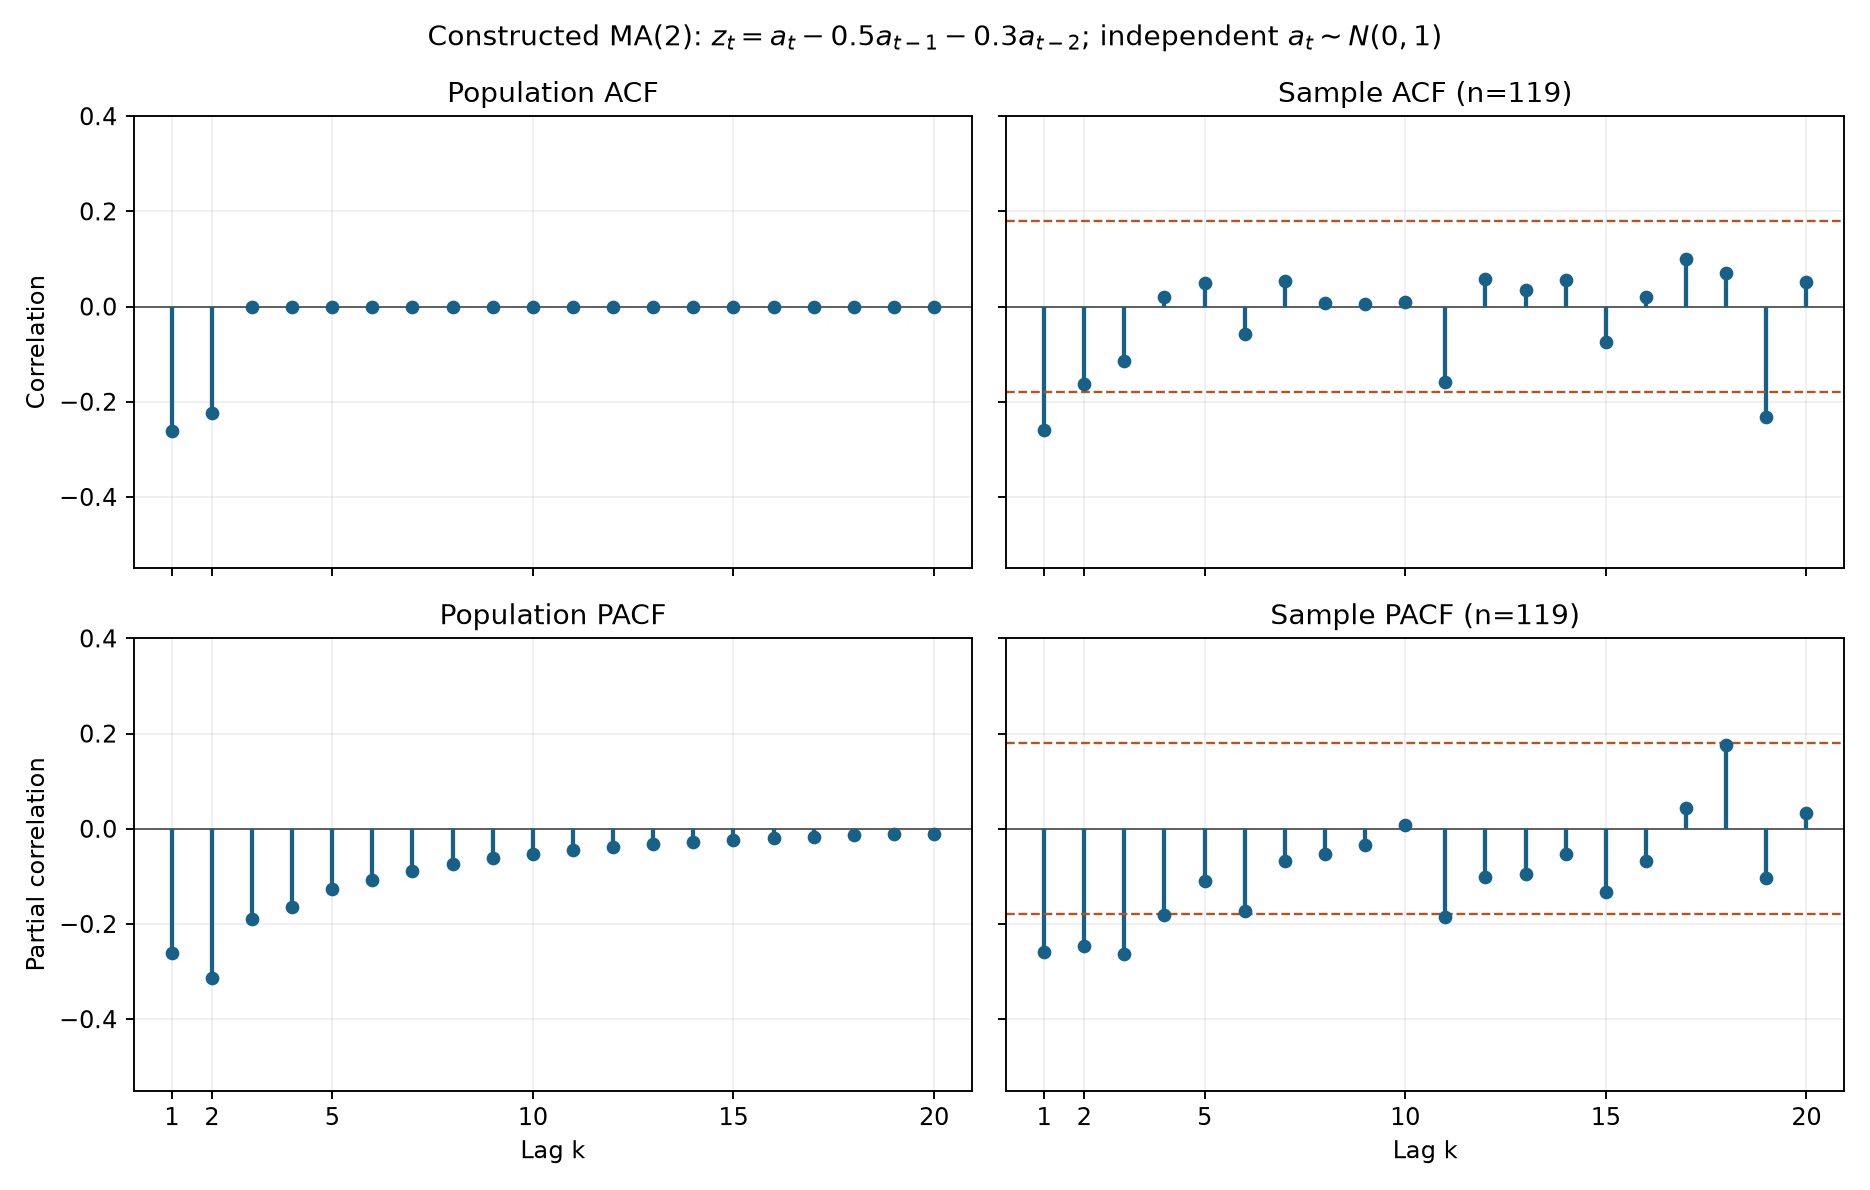 Constructed MA(2): $z_t = a_t - 0.5a_{t-1} - 0.3a_{t-2}$; independent $a_t \sim N(0, 1)$
Population ACF
Sample ACF (n=119)
0.4
0.2
0.0
−0.2
−0.4
Correlation
Population PACF
Sample PACF (n=119)
0.4
0.2
0.0
−0.2
−0.4
Partial correlation
1 2 5 10 15 20
1 2 5 10 15 20
Lag k
Lag k